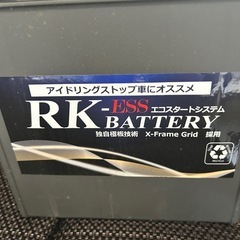 アイドリングストップ車にオススメ
RK-ESS エコスタートシステム
BATTERY
独自極板技術 X-Frame Grid 採用